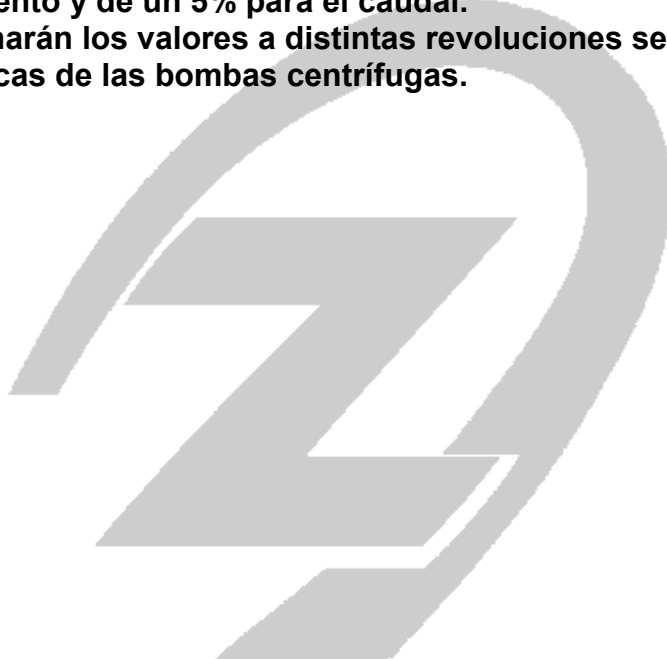 ento y de un 5% para el caudal.
narán los valores a distintas revoluciones se
cas de las bombas centrífugas.